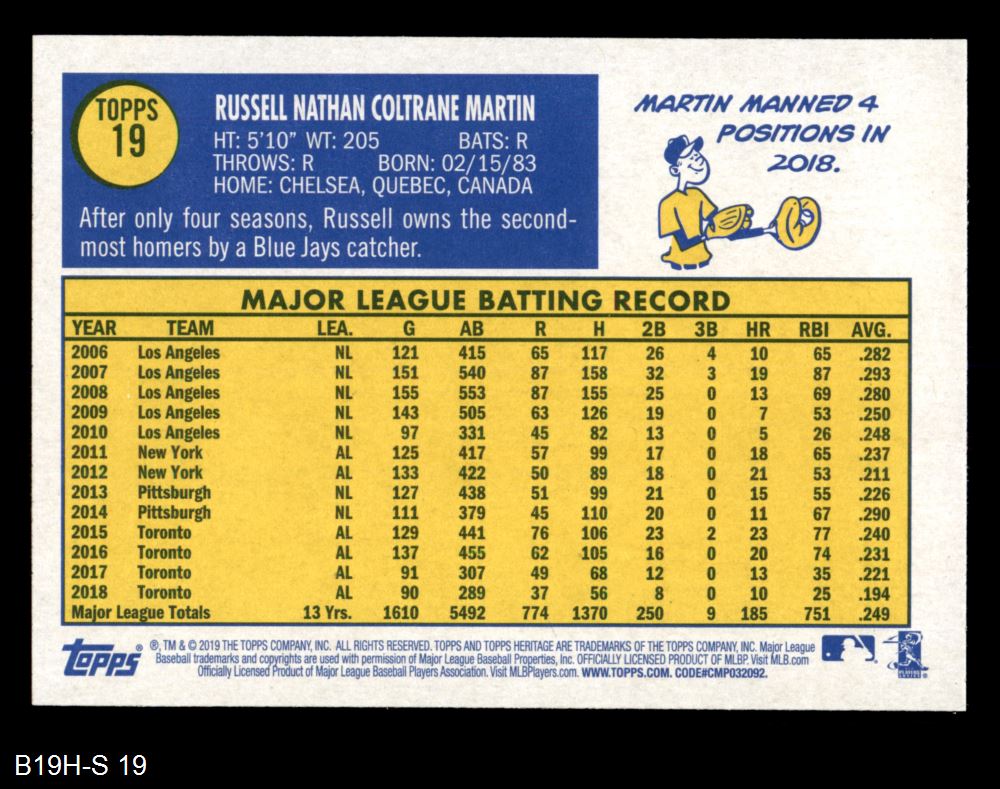 TOPPS
19
RUSSELL NATHAN COLTRANE MARTIN
HT: 5'10" WT: 205 BATS: R
THROWS: R BORN: 02/15/83
HOME: CHELSEA, QUEBEC, CANADA
After only four seasons, Russell owns the second-
most homers by a Blue Jays catcher.
MARTIN MANNED 4
POSITIONS IN
2018.
MAJOR LEAGUE BATTING RECORD
YEAR TEAM LEA. G AB R H 2B 3B HR RBI AVG.
2006 Los Angeles NL 121 415 65 117 26 4 10 65 .282
2007 Los Angeles NL 151 540 87 158 32 3 19 87 .293
2008 Los Angeles NL 155 553 87 155 25 0 13 69 .280
2009 Los Angeles NL 143 505 63 126 19 0 7 53 .250
2010 Los Angeles NL 97 331 45 82 13 0 5 26 .248
2011 New York AL 125 417 57 99 17 0 18 65 .237
2012 New York AL 133 422 50 89 18 0 21 53 .211
2013 Pittsburgh NL 127 438 51 99 21 0 15 55 .226
2014 Pittsburgh NL 111 379 45 110 20 0 11 67 .290
2015 Toronto AL 129 441 76 106 23 2 23 77 .240
2016 Toronto AL 137 455 62 105 16 0 20 74 .231
2017 Toronto AL 91 307 49 68 12 0 13 35 .221
2018 Toronto AL 90 289 37 56 8 0 10 25 .194
Major League Totals 13 Yrs. 1610 5492 774 1370 250 9 185 751 .249
Topps ®, TM & © 2019 THE TOPPS COMPANY, INC. ALL RIGHTS RESERVED. TOPPS AND TOPPS HERITAGE ARE TRADEMARKS OF THE TOPPS COMPANY, INC. Major League
Baseball trademarks and copyrights are used with permission of Major League Baseball Properties, Inc. OFFICIALLY LICENSED PRODUCT OF MLBP. Visit MLB.com
Officially Licensed Product of Major League Baseball Players Association. Visit MLBPlayers.com. WWW.TOPPS.COM. CODE#CMP032092.
B19H-S 19